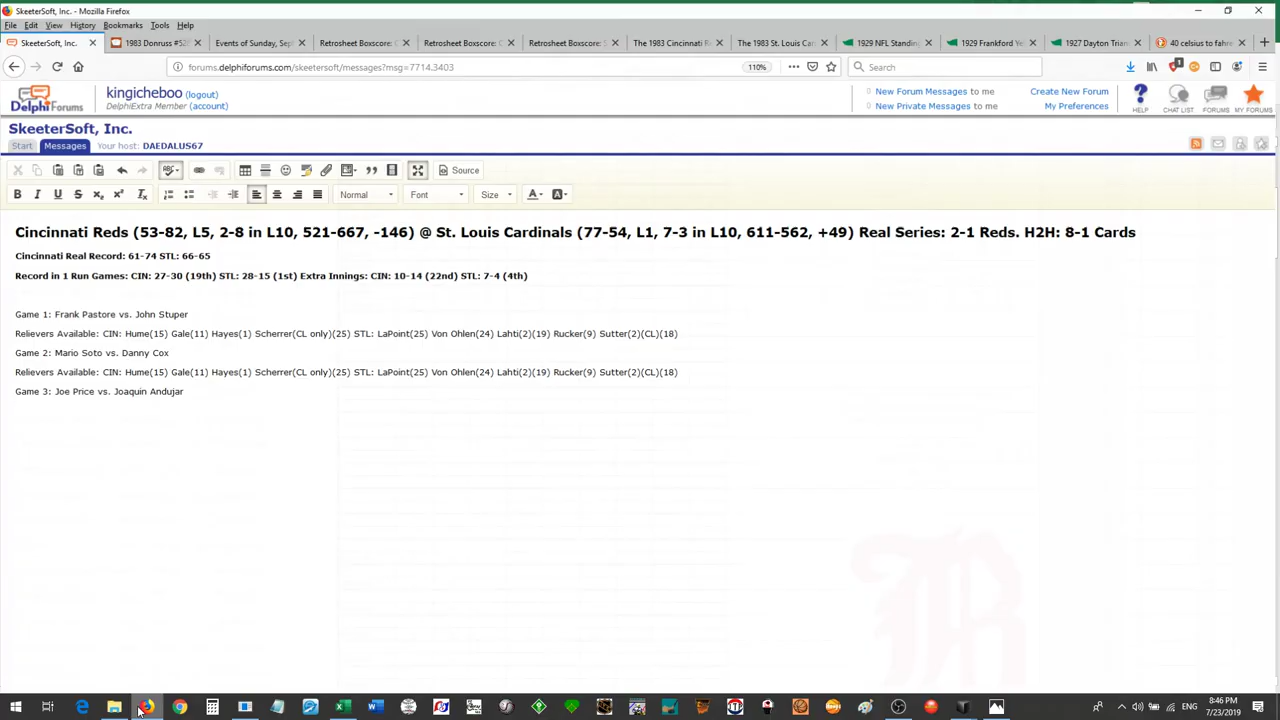 SkeeterSoft, Inc. - Mozilla Firefox
File Edit View History Bookmarks Tools Help
SkeeterSoft, Inc.
1983 Donruss #528
Events of Sunday, Sep
Retrosheet Boxscore: C
Retrosheet Boxscore: C
Retrosheet Boxscore: S
The 1983 Cincinnati R
The 1983 St. Louis Car
1929 NFL Standing
1929 Frankford Ye
1927 Dayton Trian
40 celsius to fahre
forums.delphiforums.com/skeetersoft/messages?msg=7714.3403
110%
Search
Delphi Forums
kingicheboo (logout)
DelphiExtra Member (account)
0 New Forum Messages to me
0 New Private Messages to me
Create New Forum
My Preferences
HELP
CHAT LIST
FORUMS
MY FORUMS
SkeeterSoft, Inc.
Start Messages Your host: DAEDALUS67
Source
Normal
Font
Size
Cincinnati Reds (53-82, L5, 2-8 in L10, 521-667, -146) @ St. Louis Cardinals (77-54, L1, 7-3 in L10, 611-562, +49) Real Series: 2-1 Reds. H2H: 8-1 Cards
Cincinnati Real Record: 61-74 STL: 66-65
Record in 1 Run Games: CIN: 27-30 (19th) STL: 28-15 (1st) Extra Innings: CIN: 10-14 (22nd) STL: 7-4 (4th)
Game 1: Frank Pastore vs. John Stuper
Relievers Available: CIN: Hume(15) Gale(11) Hayes(1) Scherrer(CL only)(25) STL: LaPoint(25) Von Ohlen(24) Lahti(2)(19) Rucker(9) Sutter(2)(CL)(18)
Game 2: Mario Soto vs. Danny Cox
Relievers Available: CIN: Hume(15) Gale(11) Hayes(1) Scherrer(CL only)(25) STL: LaPoint(25) Von Ohlen(24) Lahti(2)(19) Rucker(9) Sutter(2)(CL)(18)
Game 3: Joe Price vs. Joaquin Andujar
ENG
8:46 PM
7/23/2019